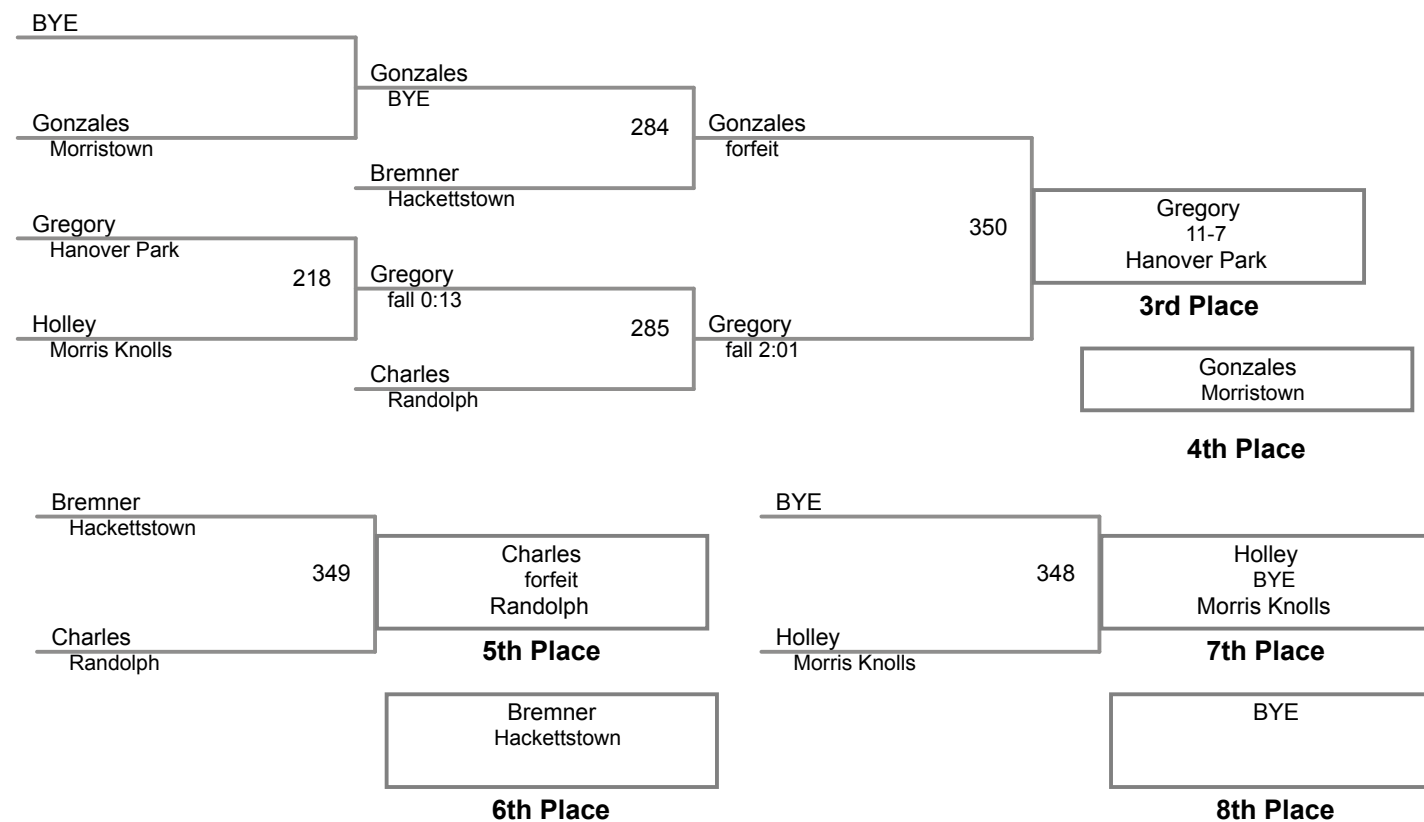 BYE
Gonzales
BYE
Gonzales
Morristown
284
Gonzales
forfeit
Bremner
Hackettstown
Gregory
Hanover Park
218
Gregory
fall 0:13
Holley
Morris Knolls
285
Gregory
fall 2:01
Charles
Randolph
350
Gregory
11-7
Hanover Park
3rd Place
Gonzales
Morristown
4th Place
Bremner
Hackettstown
349
Charles
Randolph
Charles
forfeit
Randolph
5th Place
Bremner
Hackettstown
6th Place
BYE
348
Holley
Morris Knolls
Holley
BYE
Morris Knolls
7th Place
BYE
8th Place